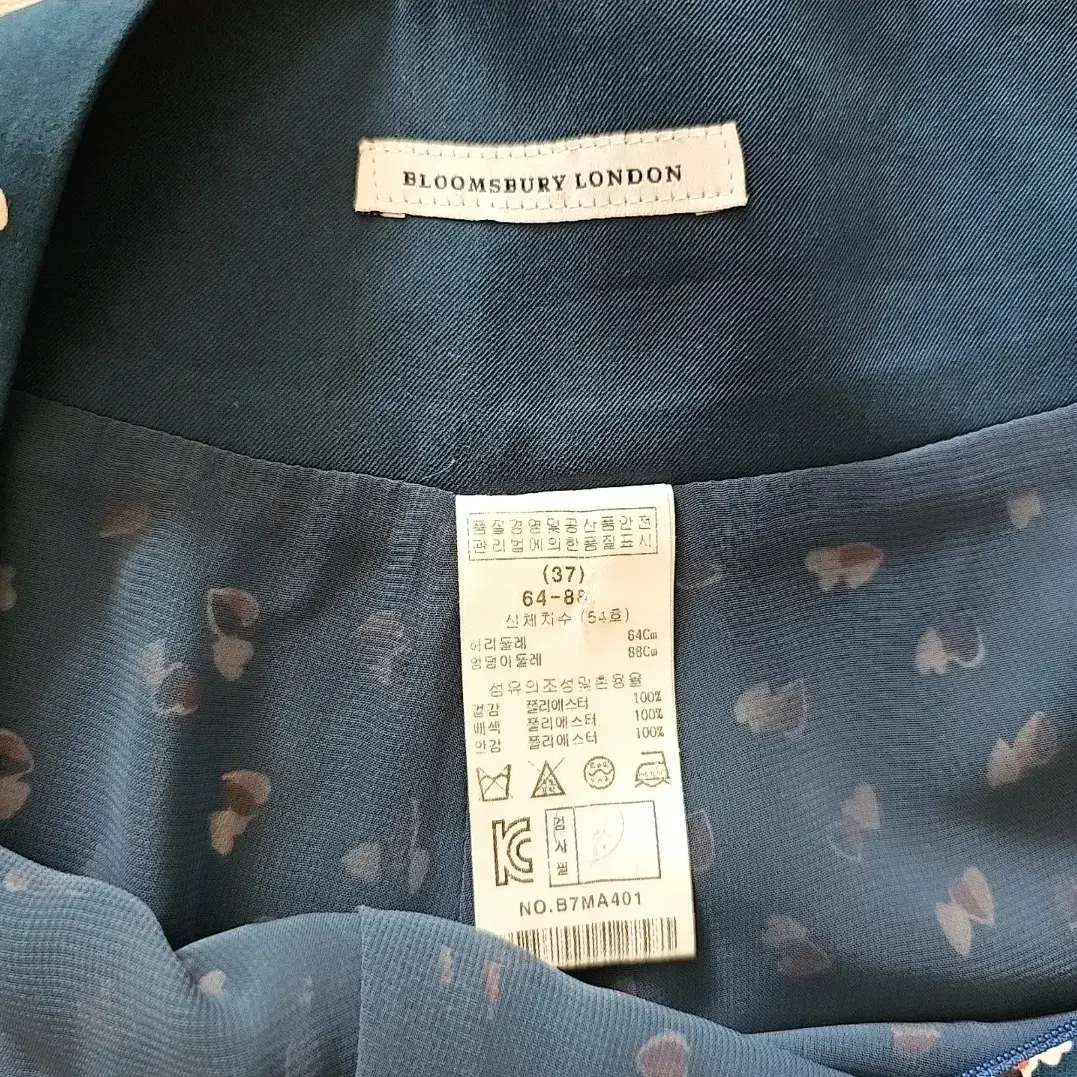 BLOOMSBURY LONDON
품질경영및공산품안전
관리법에의한품질표시
(37)
64-88
신체치수 (54호)
허리둘레 64Cm
엉덩이둘레 88Cm
섬유의조성및혼용율
겉감 폴리에스터 100%
배색 폴리에스터 100%
안감 폴리에스터 100%
검사필
NO.B7MA401